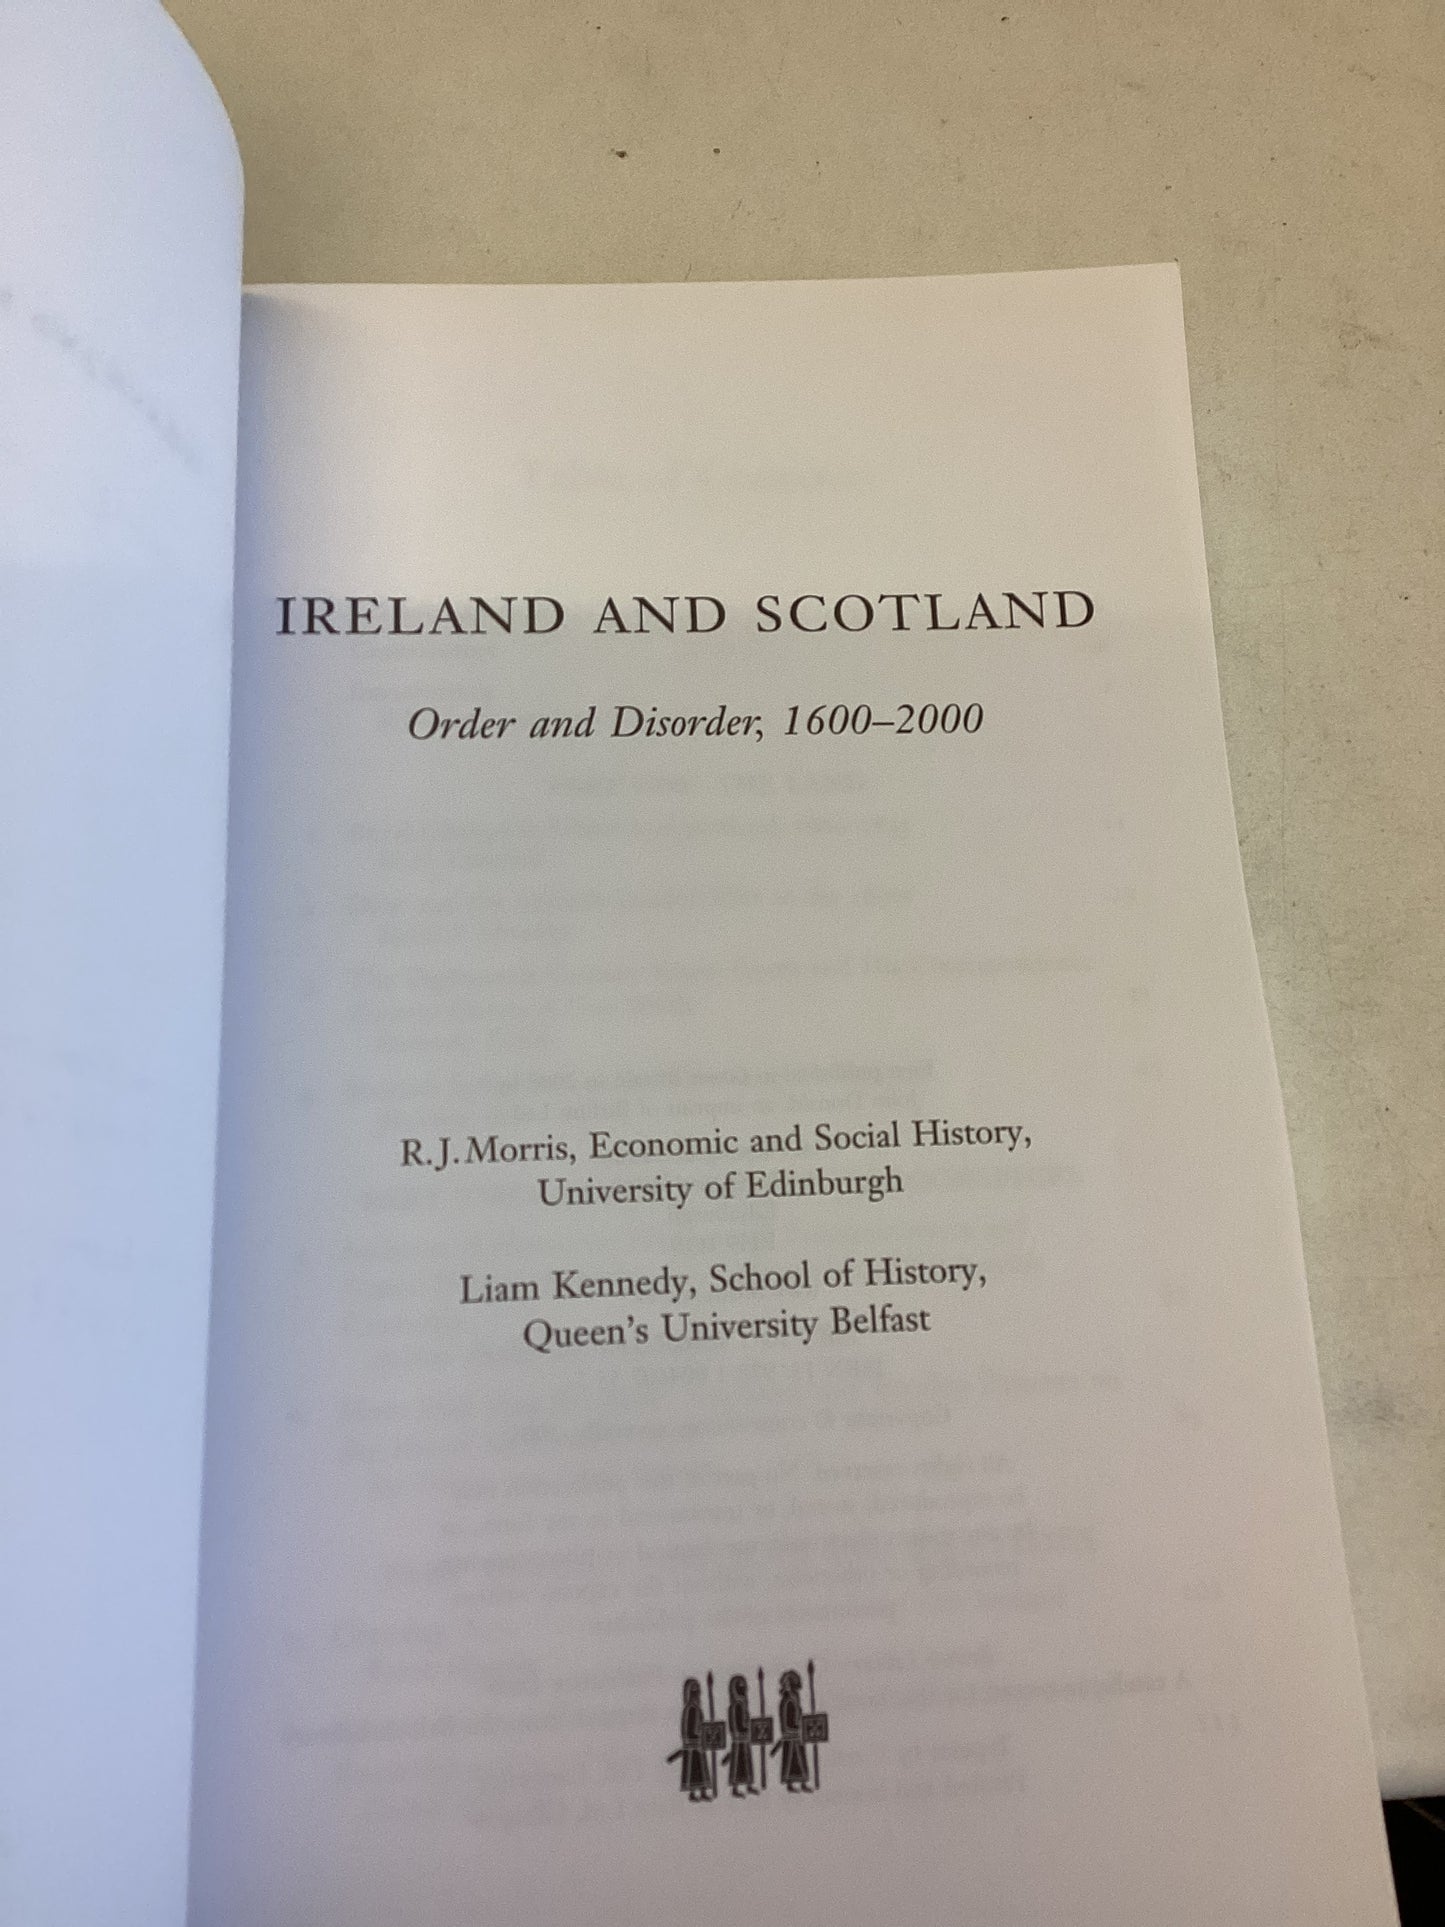 IRELAND AND SCOTLAND
Order and Disorder, 1600–2000
R.J. Morris, Economic and Social History,
University of Edinburgh
Liam Kennedy, School of History,
Queen's University Belfast